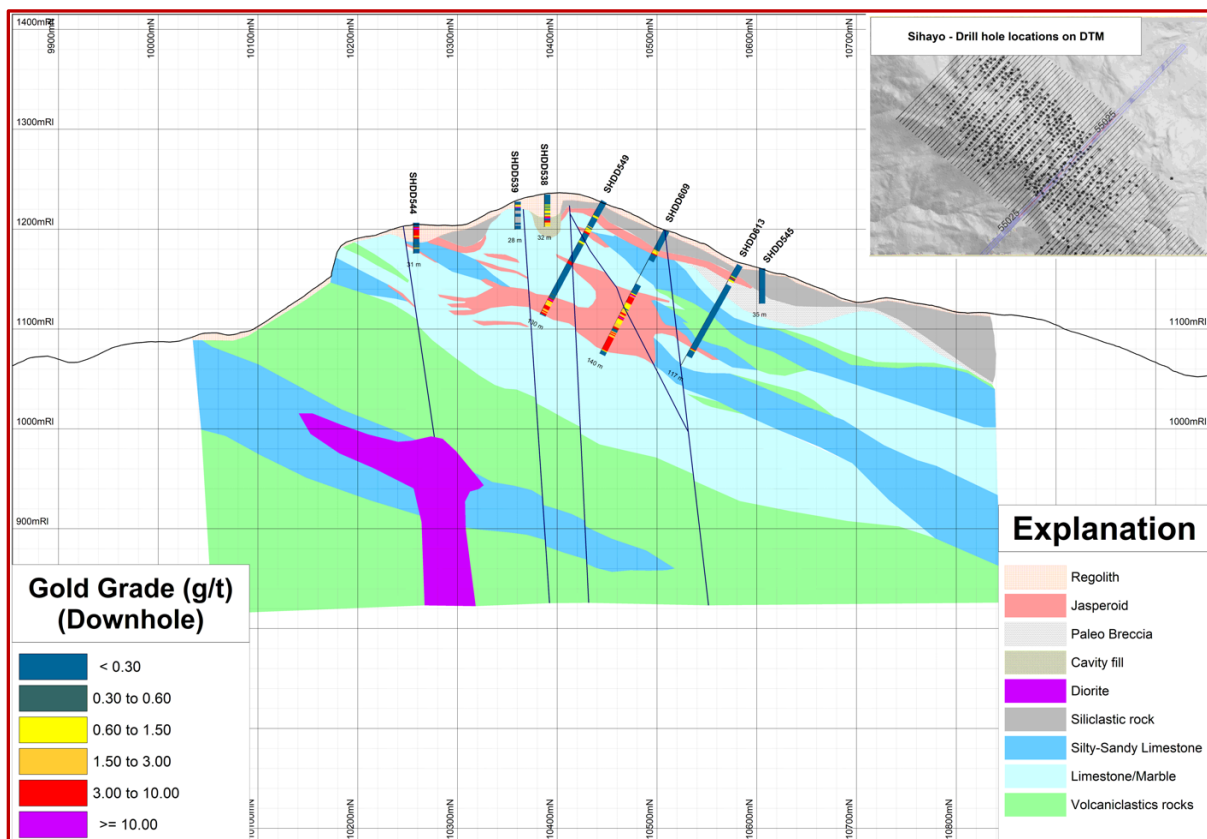 1400mRl
9900mN
10000mN
10100mN
10200mN
10300mN
10400mN
10500mN
10600mN
10700mN
Sihayo - Drill hole locations on DTM
55025
55025
1300mRl
1200mRl
1100mRl
1000mRl
900mRl
1100mRl
1000mRl
SHDD544
SHDD539
SHDD538
SHDD549
SHDD609
SHDD613
SHDD545
31 m
28 m
32 m
130 m
140 m
117 m
35 m
Gold Grade (g/t)
(Downhole)
< 0.30
0.30 to 0.60
0.60 to 1.50
1.50 to 3.00
3.00 to 10.00
>= 10.00
Explanation
Regolith
Jasperoid
Paleo Breccia
Cavity fill
Diorite
Siliclastic rock
Silty-Sandy Limestone
Limestone/Marble
Volcaniclastics rocks
10100mN
10200mN
10300mN
10400mN
10500mN
10600mN
10700mN
10800mN